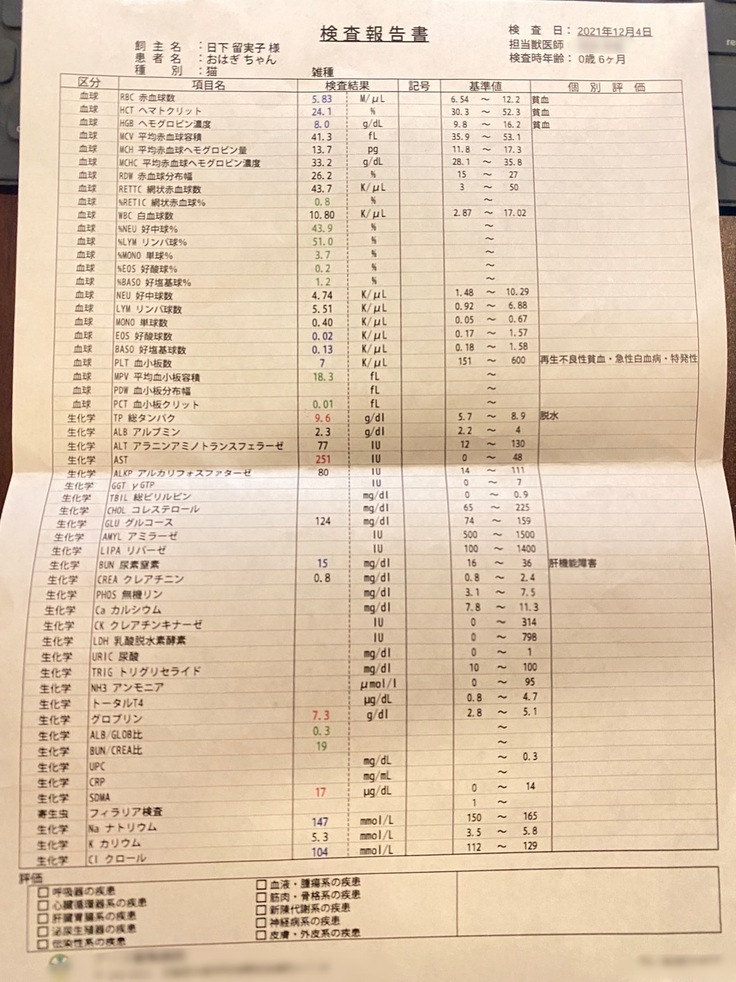 検査報告書
検 査 日： 2021年12月4日
担当獣医師
検査時年齢： 0歳 6ヶ月
飼 主 名 ：日下 留実子 様
患 者 名 ：おはぎ ちゃん
種 別 ：猫 雑種
区分 項目名 検査結果 記号 基準値 個 別 評 価
血球 RBC 赤血球数 5.83 M/μL 6.54 ～ 12.2 貧血
血球 HCT ヘマトクリット 24.1 % 30.3 ～ 52.3 貧血
血球 HGB ヘモグロビン濃度 8.0 g/dL 9.8 ～ 16.2 貧血
血球 MCV 平均赤血球容積 41.3 fL 35.9 ～ 53.1
血球 MCH 平均赤血球ヘモグロビン量 13.7 pg 11.8 ～ 17.3
血球 MCHC 平均赤血球ヘモグロビン濃度 33.2 g/dL 28.1 ～ 35.8
血球 RDW 赤血球分布幅 26.2 % 15 ～ 27
血球 RETTC 網状赤血球数 43.7 K/μL 3 ～ 50
血球 %RETIC 網状赤血球% 0.8 % ～
血球 WBC 白血球数 10.80 K/μL 2.87 ～ 17.02
血球 %NEU 好中球% 43.9 % ～
血球 %LYM リンパ球% 51.0 % ～
血球 %MONO 単球% 3.7 % ～
血球 %EOS 好酸球% 0.2 % ～
血球 %BASO 好塩基球% 1.2 % ～
血球 NEU 好中球数 4.74 K/μL 1.48 ～ 10.29
血球 LYM リンパ球数 5.51 K/μL 0.92 ～ 6.88
血球 MONO 単球数 0.40 K/μL 0.05 ～ 0.67
血球 EOS 好酸球数 0.02 K/μL 0.17 ～ 1.57
血球 BASO 好塩基球数 0.13 K/μL 0.18 ～ 1.58
血球 PLT 血小板数 7 K/μL 151 ～ 600 再生不良性貧血・急性白血病・特発性
血球 MPV 平均血小板容積 18.3 fL ～
血球 PDW 血小板分布幅 fL ～
血球 PCT 血小板クリット 0.01 fL ～
生化学 TP 総タンパク 9.6 g/dl 5.7 ～ 8.9 脱水
生化学 ALB アルブミン 2.3 g/dl 2.2 ～ 4
生化学 ALT アラニンアミノトランスフェラーゼ 77 IU 12 ～ 130
生化学 AST 251 IU 0 ～ 48
生化学 ALKP アルカリフォスファターゼ 80 IU 14 ～ 111
生化学 GGT γGTP IU 0 ～ 7
生化学 TBIL 総ビリルビン mg/dl 0 ～ 0.9
生化学 CHOL コレステロール mg/dl 65 ～ 225
生化学 GLU グルコース 124 mg/dl 74 ～ 159
生化学 AMYL アミラーゼ IU 500 ～ 1500
生化学 LIPA リパーゼ IU 100 ～ 1400
生化学 BUN 尿素窒素 15 mg/dl 16 ～ 36 肝機能障害
生化学 CREA クレアチニン 0.8 mg/dl 0.8 ～ 2.4
生化学 PHOS 無機リン mg/dl 3.1 ～ 7.5
生化学 Ca カルシウム mg/dl 7.8 ～ 11.3
生化学 CK クレアチンキナーゼ IU 0 ～ 314
生化学 LDH 乳酸脱水素酵素 IU 0 ～ 798
生化学 URIC 尿酸 mg/dl 0 ～ 1
生化学 TRIG トリグリセライド mg/dl 10 ～ 100
生化学 NH3 アンモニア μmol/l 0 ～ 95
生化学 トータルT4 μg/dL 0.8 ～ 4.7
生化学 グロブリン 7.3 g/dl 2.8 ～ 5.1
生化学 ALB/GLOB比 0.3 ～
生化学 BUN/CREA比 19 ～
生化学 UPC mg/dL ～ 0.3
生化学 CRP mg/mL ～
生化学 SDMA 17 μg/dL 0 ～ 14
寄生虫 フィラリア検査 1 ～
生化学 Na ナトリウム 147 mmol/L 150 ～ 165
生化学 K カリウム 5.3 mmol/L 3.5 ～ 5.8
生化学 Cl クロール 104 mmol/L 112 ～ 129
評価
□ 呼吸器の疾患 □ 血液・腫瘍系の疾患
□ 心臓循環器系の疾患 □ 筋肉・骨格系の疾患
□ 肝臓胃腸系の疾患 □ 新陳代謝系の疾患
□ 泌尿生殖器の疾患 □ 神経病系の疾患
□ 伝染性系の疾患 □ 皮膚・外皮系の疾患